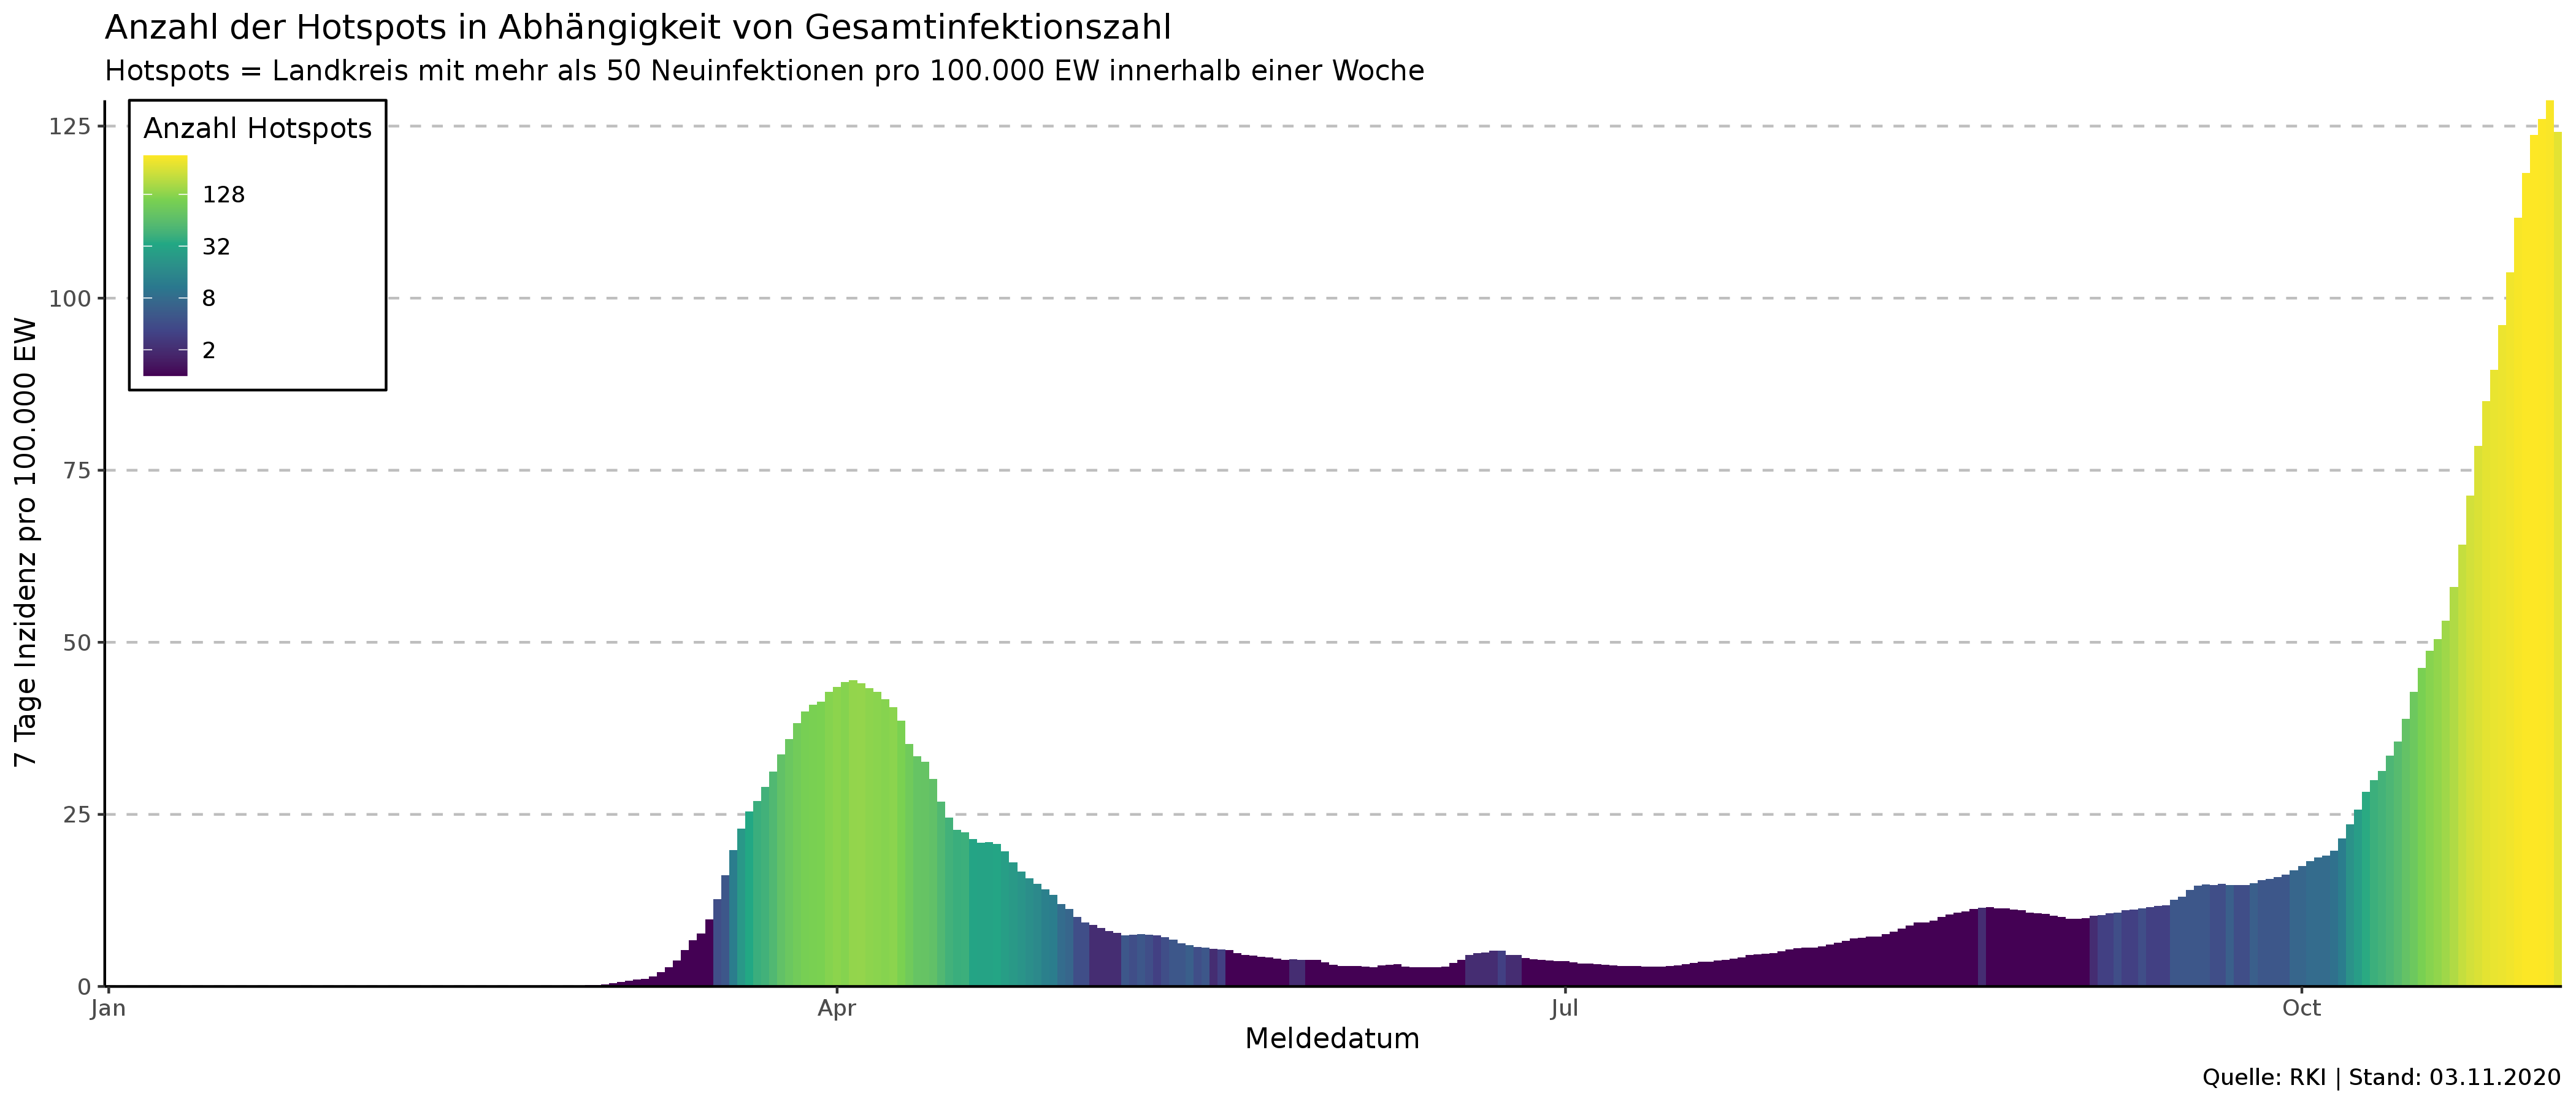 Anzahl der Hotspots in Abhängigkeit von Gesamtinfektionszahl
Hotspots = Landkreis mit mehr als 50 Neuinfektionen pro 100.000 EW innerhalb einer Woche
Anzahl Hotspots
128
32
8
2
7 Tage Inzidenz pro 100.000 EW
125
100
75
50
25
0
Jan
Apr
Jul
Oct
Meldedatum
Quelle: RKI | Stand: 03.11.2020